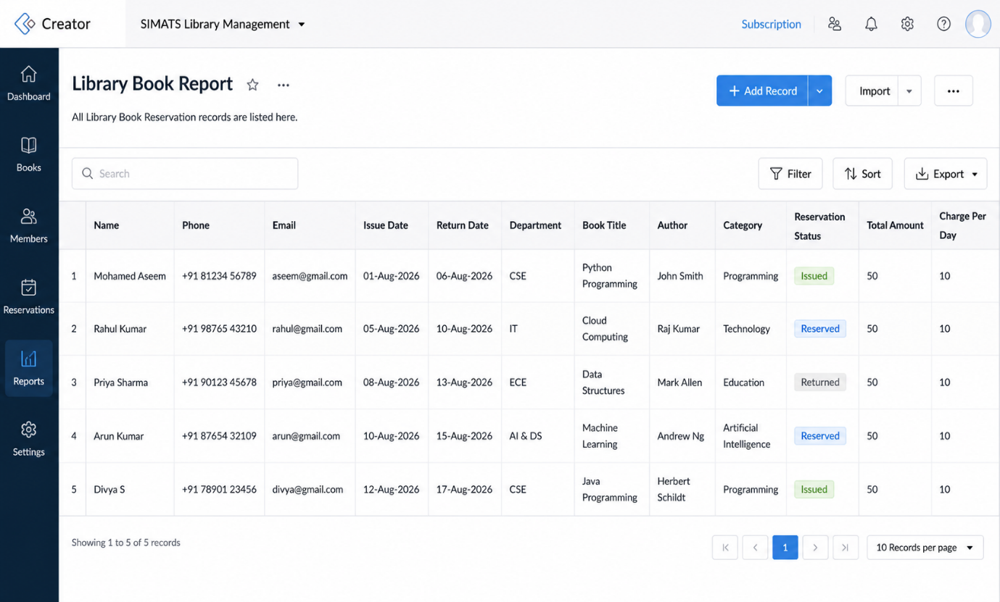 Creator
SIMATS Library Management
Subscription
Dashboard
Books
Members
Reservations
Reports
Settings
Library Book Report
All Library Book Reservation records are listed here.
+ Add Record
Import
Search
Filter
Sort
Export
Name Phone Email Issue Date Return Date Department Book Title Author Category Reservation Status Total Amount Charge Per Day
1 Mohamed Aseem +91 81234 56789 aseem@gmail.com 01-Aug-2026 06-Aug-2026 CSE Python Programming John Smith Programming Issued 50 10
2 Rahul Kumar +91 98765 43210 rahul@gmail.com 05-Aug-2026 10-Aug-2026 IT Cloud Computing Raj Kumar Technology Reserved 50 10
3 Priya Sharma +91 90123 45678 priya@gmail.com 08-Aug-2026 13-Aug-2026 ECE Data Structures Mark Allen Education Returned 50 10
4 Arun Kumar +91 87654 32109 arun@gmail.com 10-Aug-2026 15-Aug-2026 AI & DS Machine Learning Andrew Ng Artificial Intelligence Reserved 50 10
5 Divya S +91 78901 23456 divya@gmail.com 12-Aug-2026 17-Aug-2026 CSE Java Programming Herbert Schildt Programming Issued 50 10
Showing 1 to 5 of 5 records
1
10 Records per page